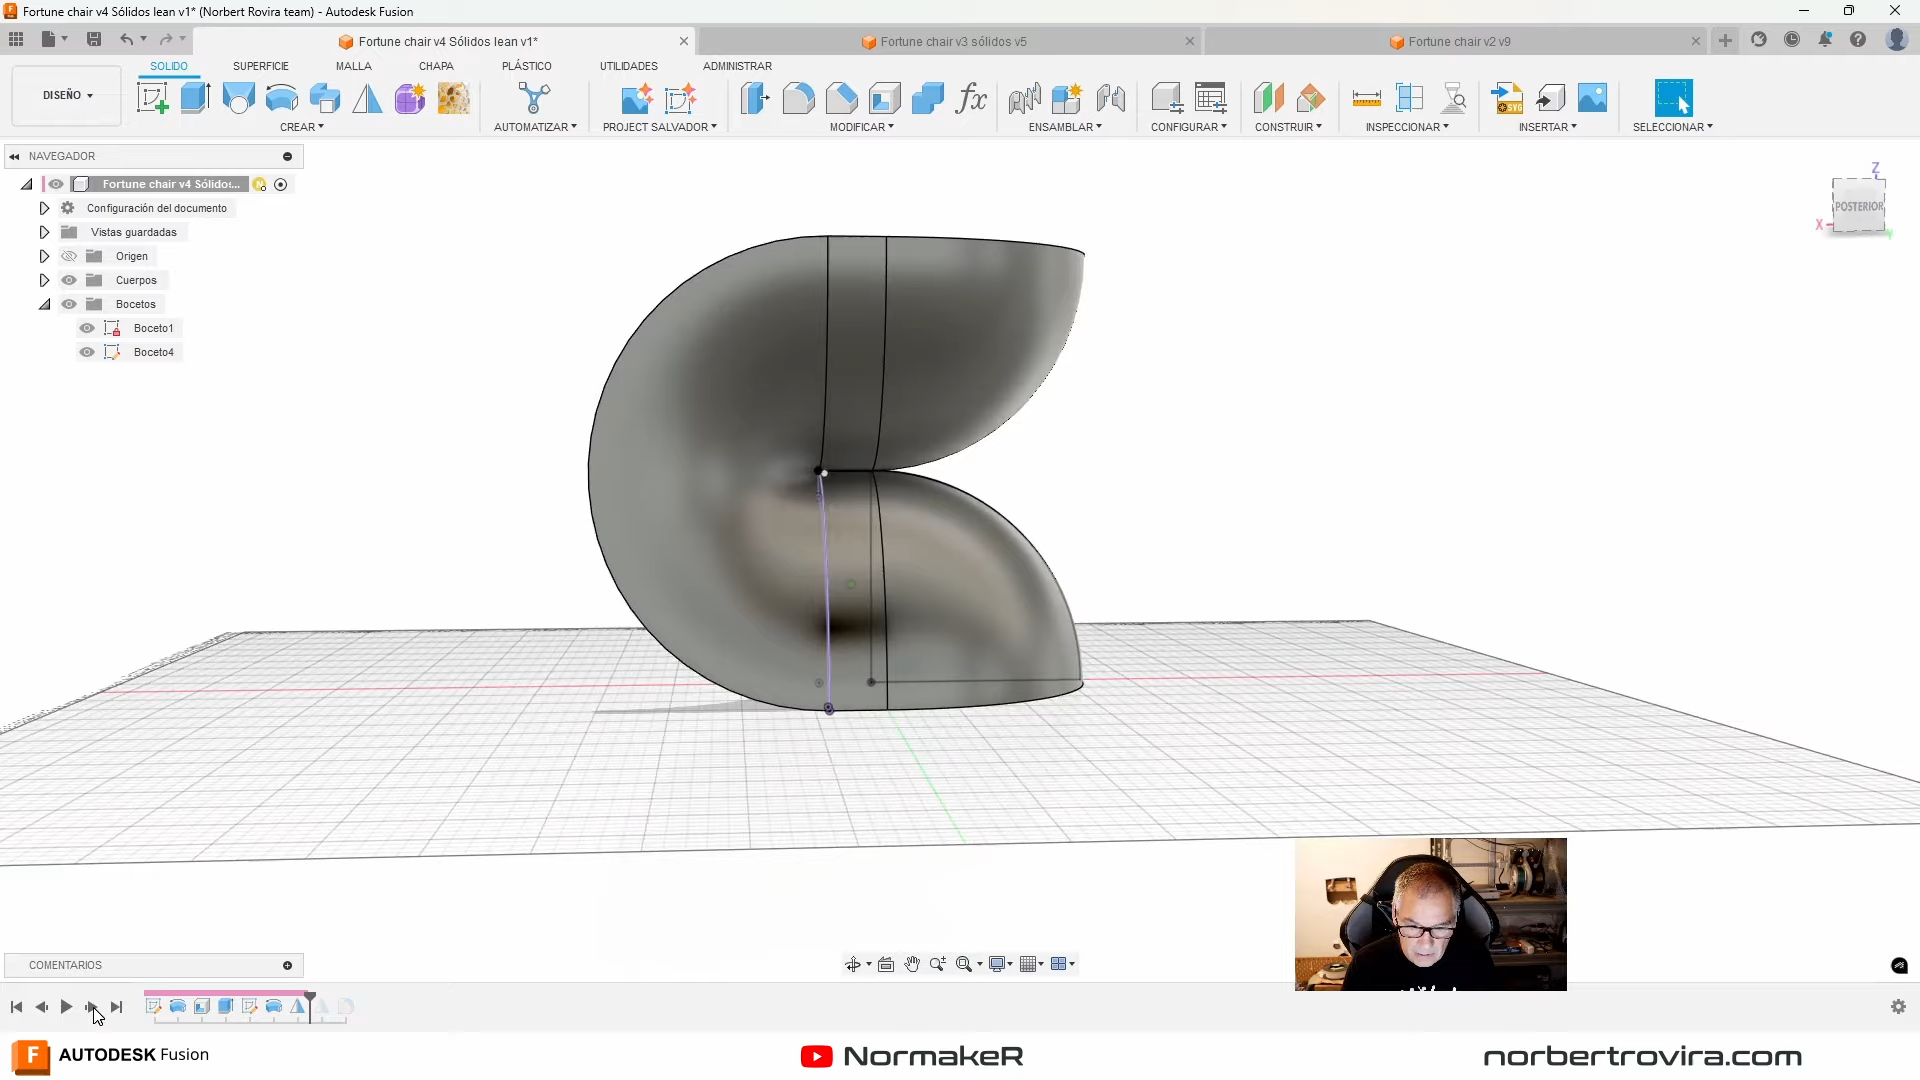 Fortune chair v4 Sólidos lean v1* (Norbert Rovira team) - Autodesk Fusion
Fortune chair v4 Sólidos lean v1*
Fortune chair v3 sólidos v5
Fortune chair v2 v9
SOLIDO
SUPERFICIE
MALLA
CHAPA
PLÁSTICO
UTILIDADES
ADMINISTRAR
DISEÑO
CREAR
AUTOMATIZAR
PROJECT SALVADOR
MODIFICAR
ENSAMBLAR
CONFIGURAR
CONSTRUIR
INSPECCIONAR
INSERTAR
SELECCIONAR
NAVEGADOR
Fortune chair v4 Sólido:...
Configuración del documento
Vistas guardadas
Origen
Cuerpos
Bocetos
Boceto1
Boceto4
Z
POSTERIOR
X
Y
COMENTARIOS
F AUTODESK Fusion
NormakeR
norbertrovira.com